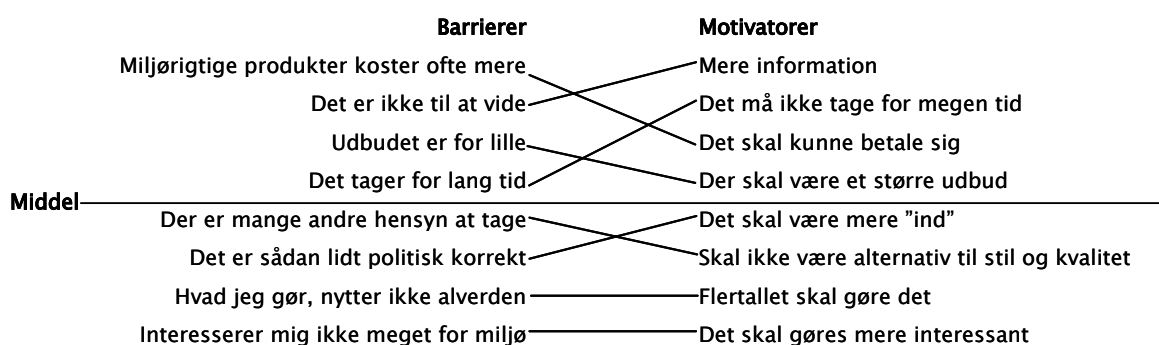 Barrierer Motivatorer
Miljørigtige produkter koster ofte mere Mere information
Det er ikke til at vide Det må ikke tage for megen tid
Udbudet er for lille Det skal kunne betale sig
Det tager for lang tid Der skal være et større udbud
Middel
Der er mange andre hensyn at tage Det skal være mere ”ind”
Det er sådan lidt politisk korrekt Skal ikke være alternativ til stil og kvalitet
Hvad jeg gør, nytter ikke alverden Flertallet skal gøre det
Interesserer mig ikke meget for miljø Det skal gøres mere interessant